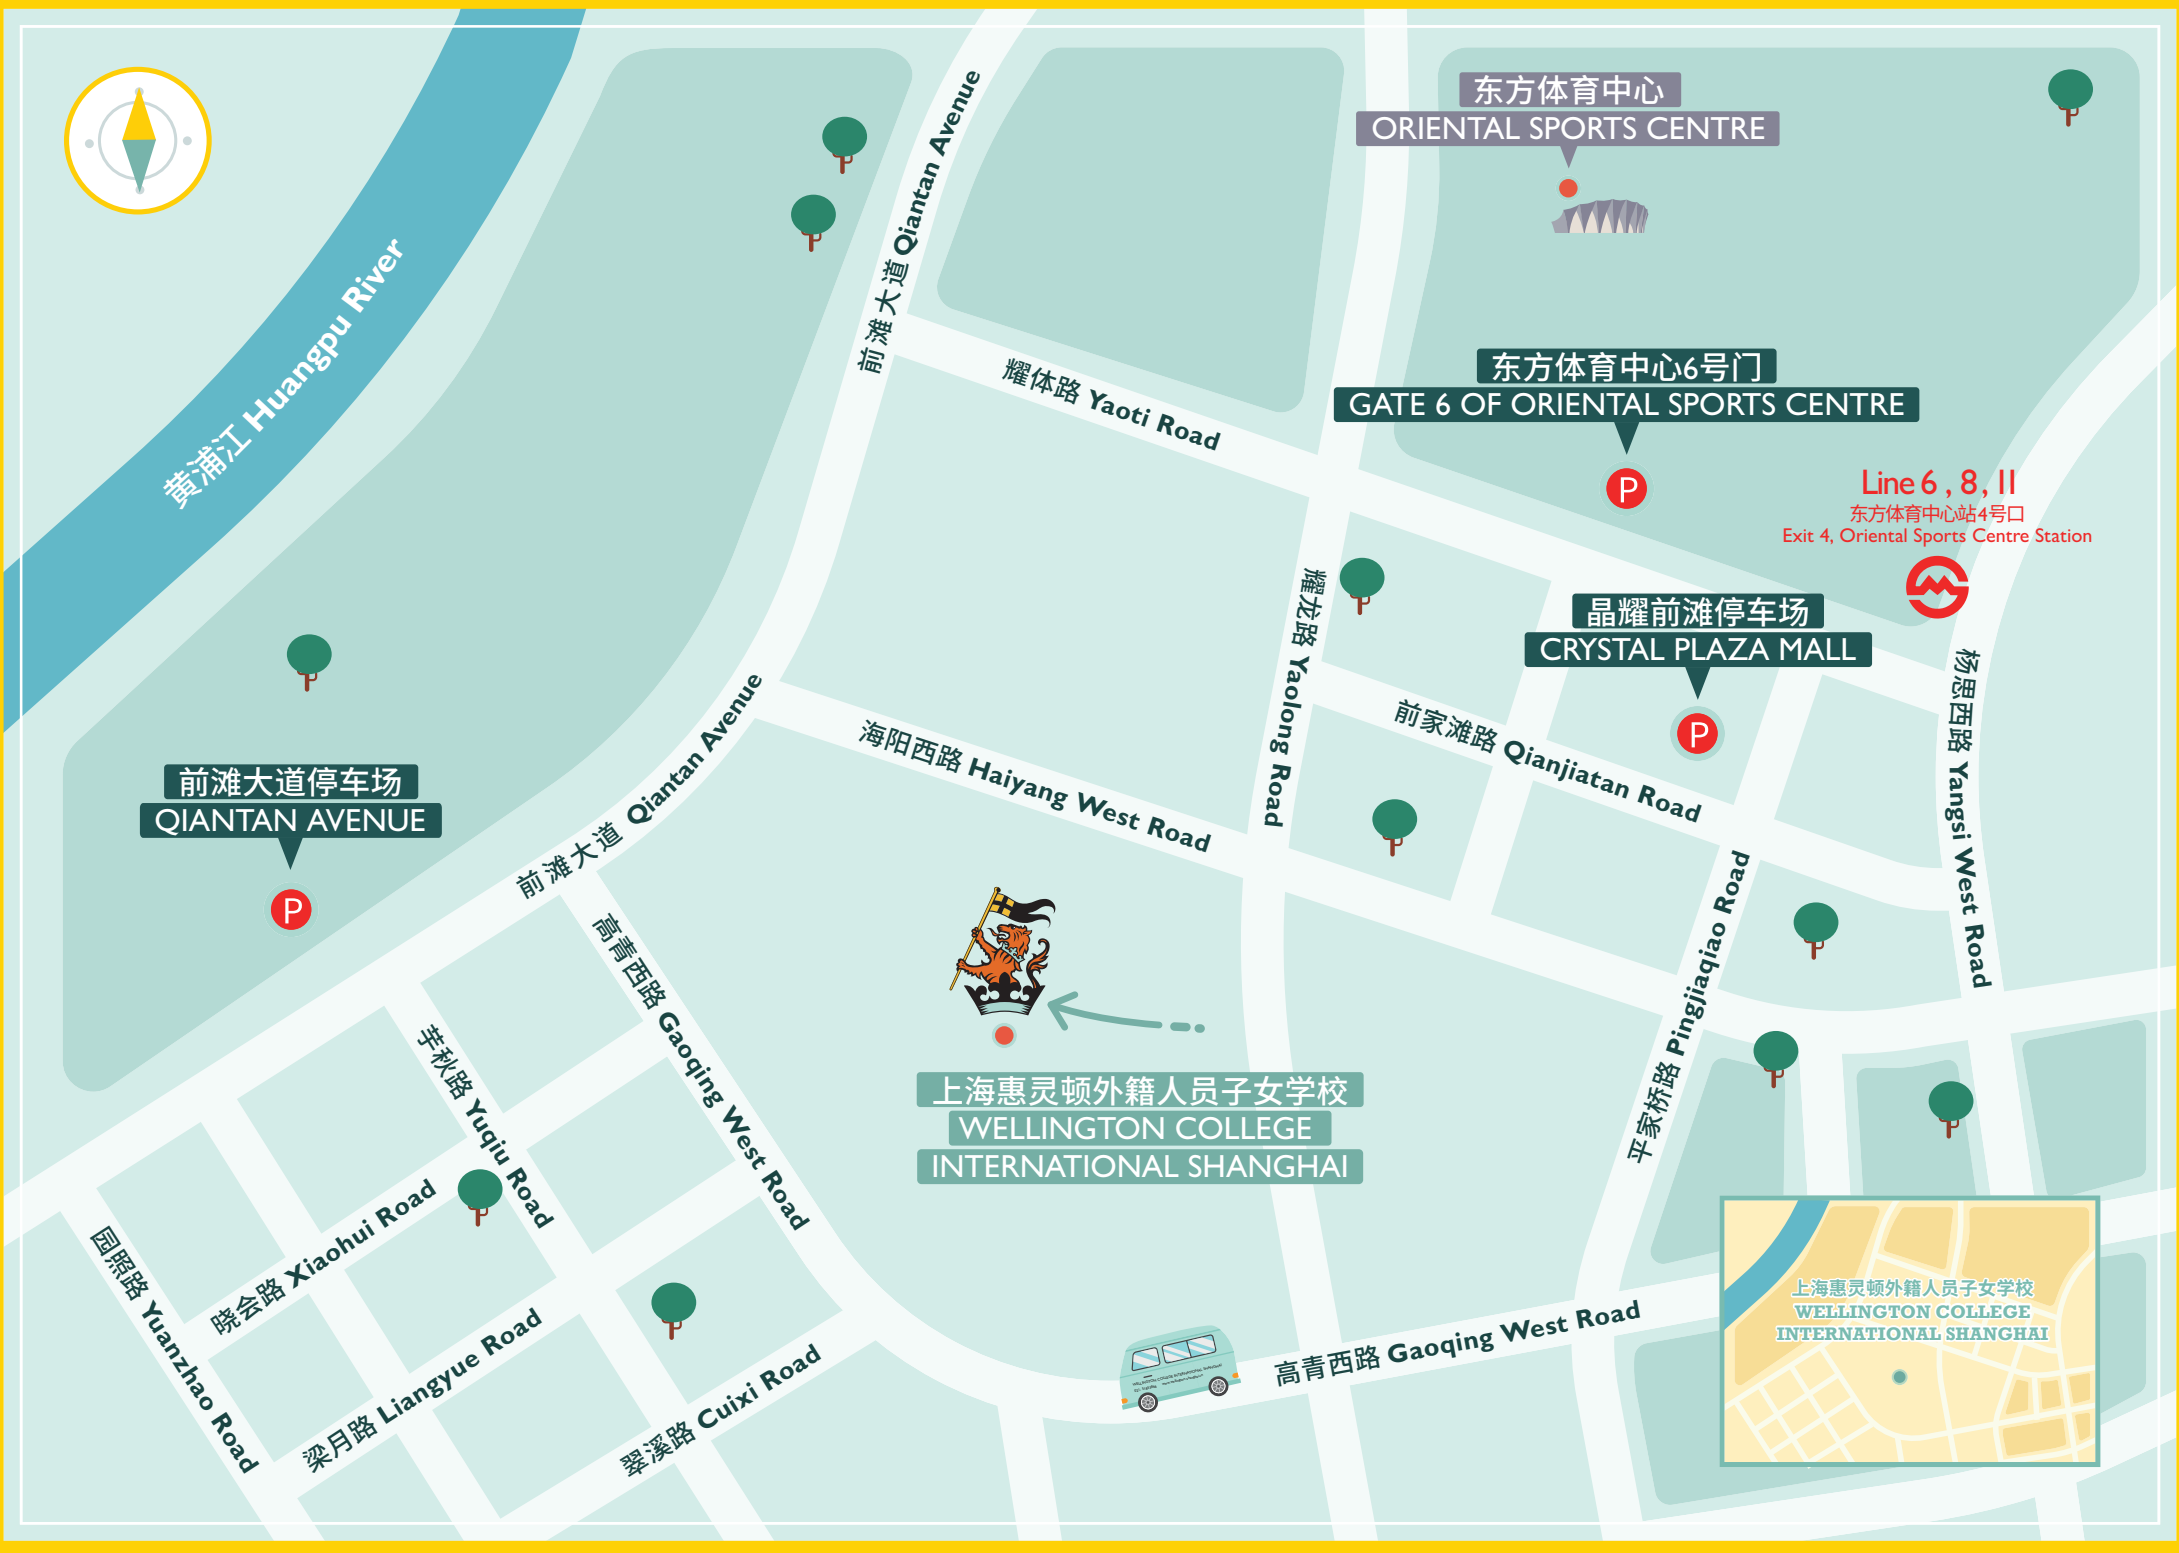 东方体育中心
ORIENTAL SPORTS CENTRE
前滩大道 Qiantan Avenue
黄浦江 Huangpu River
耀体路 Yaoti Road
东方体育中心6号门
GATE 6 OF ORIENTAL SPORTS CENTRE
P
Line 6 , 8 , 11
东方体育中心站4号口
Exit 4, Oriental Sports Centre Station
耀龙路 Yaolong Road
晶耀前滩停车场
CRYSTAL PLAZA MALL
P
杨思西路 Yangsi West Road
前家滩路 Qianjiatan Road
海阳西路 Haiyang West Road
前滩大道 Qiantan Avenue
前滩大道停车场
QIANTAN AVENUE
P
高青西路 Gaoqing West Road
平家桥路 Pingjiaqiao Road
芋秋路 Yuqiu Road
上海惠灵顿外籍人员子女学校
WELLINGTON COLLEGE
INTERNATIONAL SHANGHAI
园照路 Yuanzhao Road
晓会路 Xiaohui Road
梁月路 Liangyue Road
翠溪路 Cuixi Road
高青西路 Gaoqing West Road
上海惠灵顿外籍人员子女学校
WELLINGTON COLLEGE
INTERNATIONAL SHANGHAI